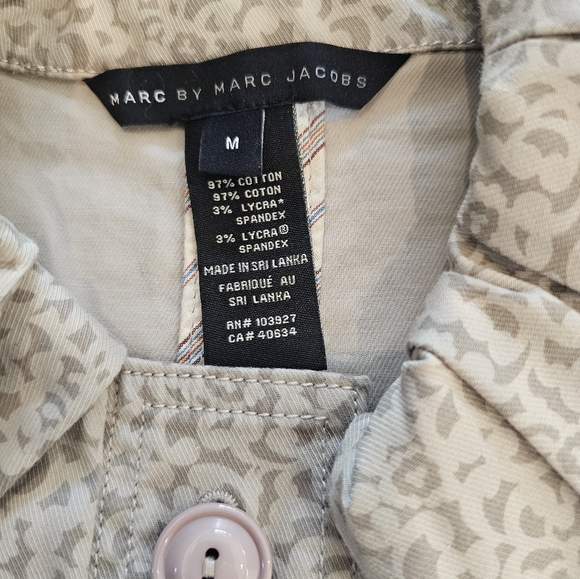 MARC BY MARC JACOBS
M
97% COTTON
97% COTON
3% LYCRA*
SPANDEX
3% LYCRA®
SPANDEX
MADE IN SRI LANKA
FABRIQUÉ AU
SRI LANKA
RN# 103927
CA# 40634